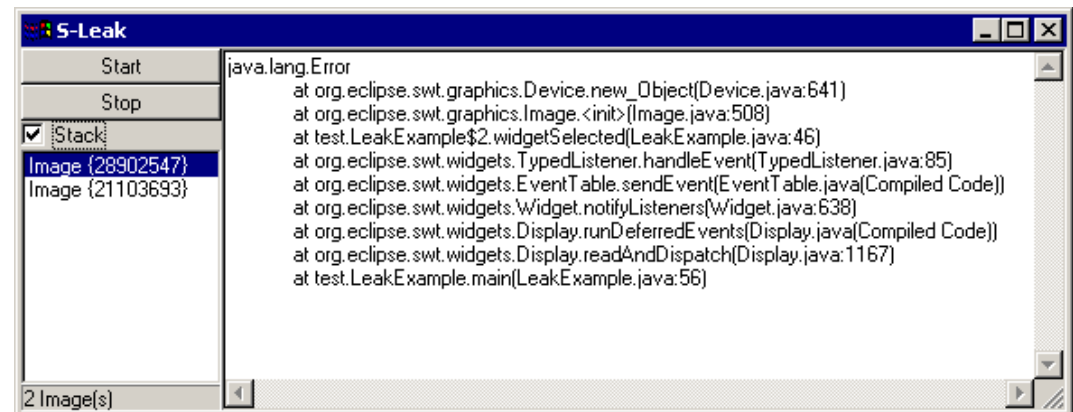 S-Leak
Start
Stop
Stack
Image {28902547}
Image {21103693}
2 Image(s)
java.lang.Error
at org.eclipse.swt.graphics.Device.new_Object(Device.java:641)
at org.eclipse.swt.graphics.Image.<init>(Image.java:508)
at test.LeakExample$2.widgetSelected(LeakExample.java:46)
at org.eclipse.swt.widgets.TypedListener.handleEvent(TypedListener.java:85)
at org.eclipse.swt.widgets.EventTable.sendEvent(EventTable.java(Compiled Code))
at org.eclipse.swt.widgets.Widget.notifyListeners(Widget.java:638)
at org.eclipse.swt.widgets.Display.runDeferredEvents(Display.java(Compiled Code))
at org.eclipse.swt.widgets.Display.readAndDispatch(Display.java:1167)
at test.LeakExample.main(LeakExample.java:56)